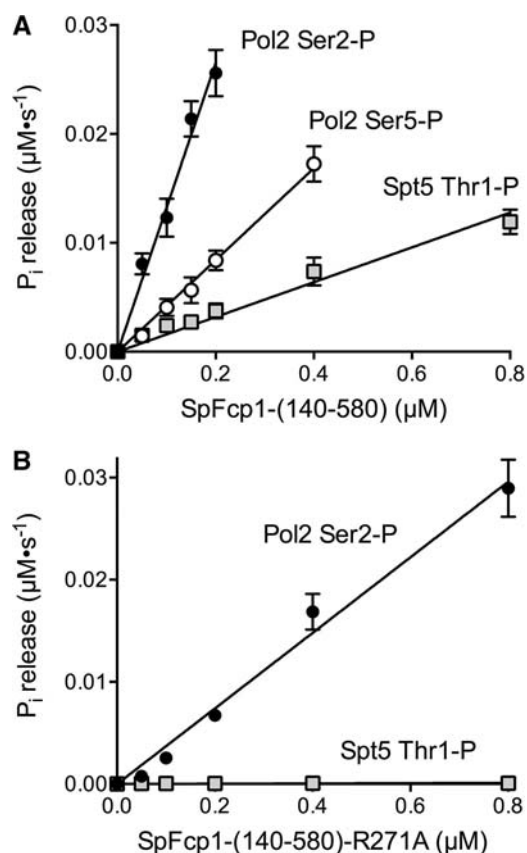 A
0.03
Pol2 Ser2-P
Pol2 Ser5-P
0.02
Spt5 Thr1-P
0.01
0.00
Pi release (µM•s⁻¹)
0.0 0.2 0.4 0.6 0.8
SpFcp1-(140-580) (µM)
B
0.03
Pol2 Ser2-P
0.02
0.01
Spt5 Thr1-P
0.00
Pi release (µM•s⁻¹)
0.0 0.2 0.4 0.6 0.8
SpFcp1-(140-580)-R271A (µM)